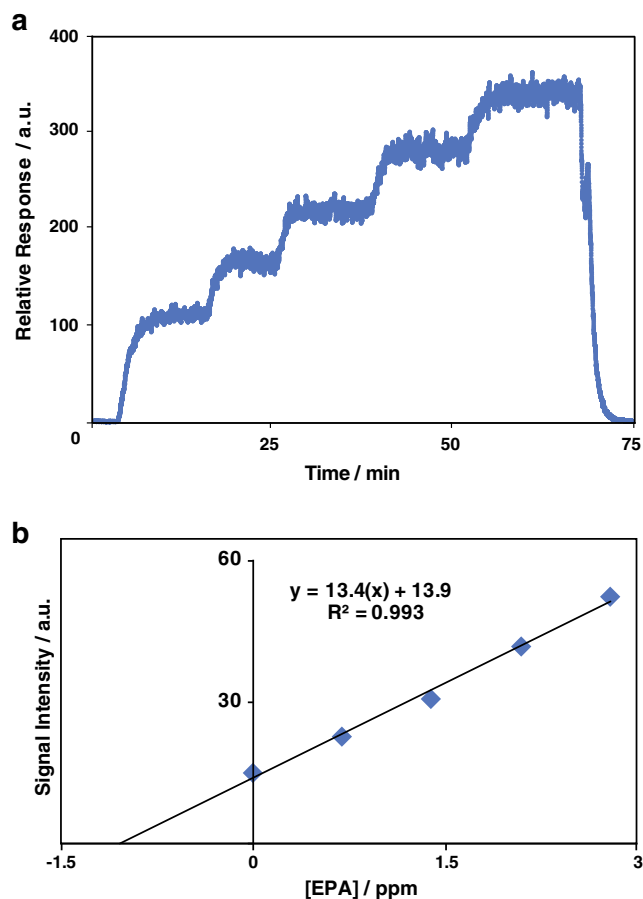 a
400
300
200
100
0
25
50
75
Relative Response / a.u.
Time / min
b
60
y = 13.4(x) + 13.9
R² = 0.993
30
Signal Intensity / a.u.
-1.5
0
1.5
3
[EPA] / ppm